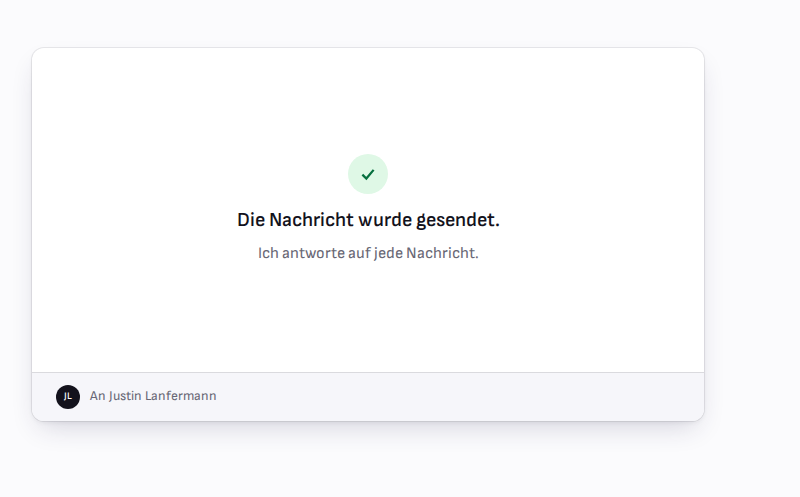 Die Nachricht wurde gesendet.
Ich antworte auf jede Nachricht.
JL An Justin Lanfermann